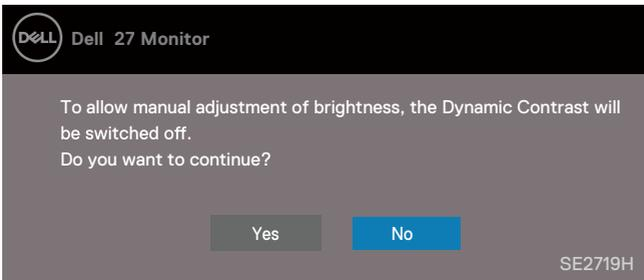 DELL Dell 27 Monitor
To allow manual adjustment of brightness, the Dynamic Contrast will
be switched off.
Do you want to continue?
Yes No
SE2719H